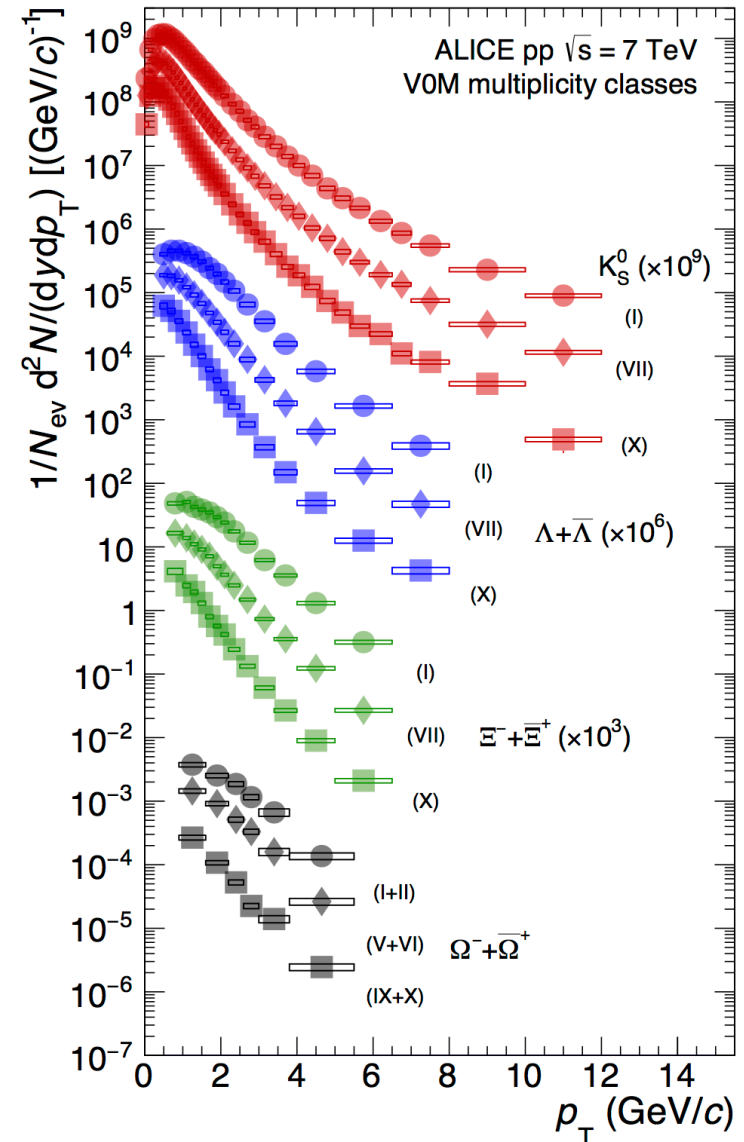 ALICE pp √s = 7 TeV
V0M multiplicity classes
1/N_ev d²N/(dydp_T) [(GeV/c)⁻¹]
10⁹
10⁸
10⁷
10⁶
10⁵
10⁴
10³
10²
10
1
10⁻¹
10⁻²
10⁻³
10⁻⁴
10⁻⁵
10⁻⁶
10⁻⁷
K⁰_S (×10⁹)
(I)
(VII)
(X)
(I)
(VII) Λ+Λ̅ (×10⁶)
(X)
(I)
(VII) Ξ⁻+Ξ̅⁺ (×10³)
(X)
(I+II)
(V+VI) Ω⁻+Ω̅⁺
(IX+X)
0 2 4 6 8 10 12 14
p_T (GeV/c)